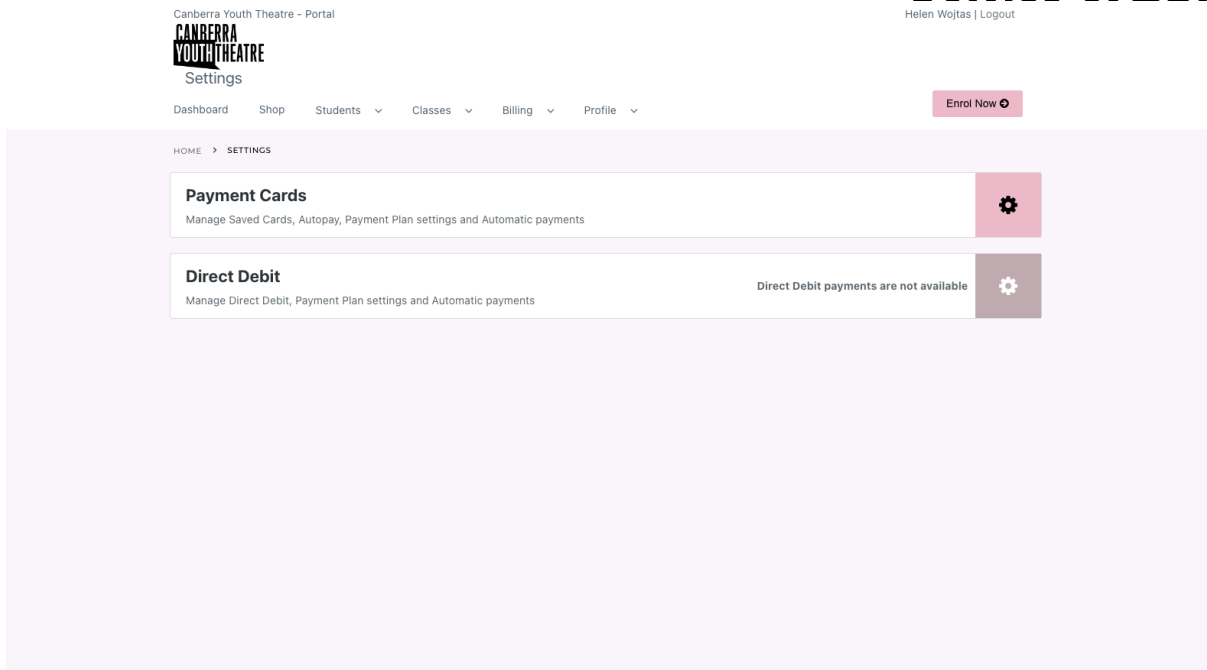 Canberra Youth Theatre - Portal
Helen Wojtas | Logout
CANBERRA
YOUTH THEATRE
Settings
Dashboard
Shop
Students
Classes
Billing
Profile
Enrol Now
HOME > SETTINGS
Payment Cards
Manage Saved Cards, Autopay, Payment Plan settings and Automatic payments
Direct Debit
Manage Direct Debit, Payment Plan settings and Automatic payments
Direct Debit payments are not available